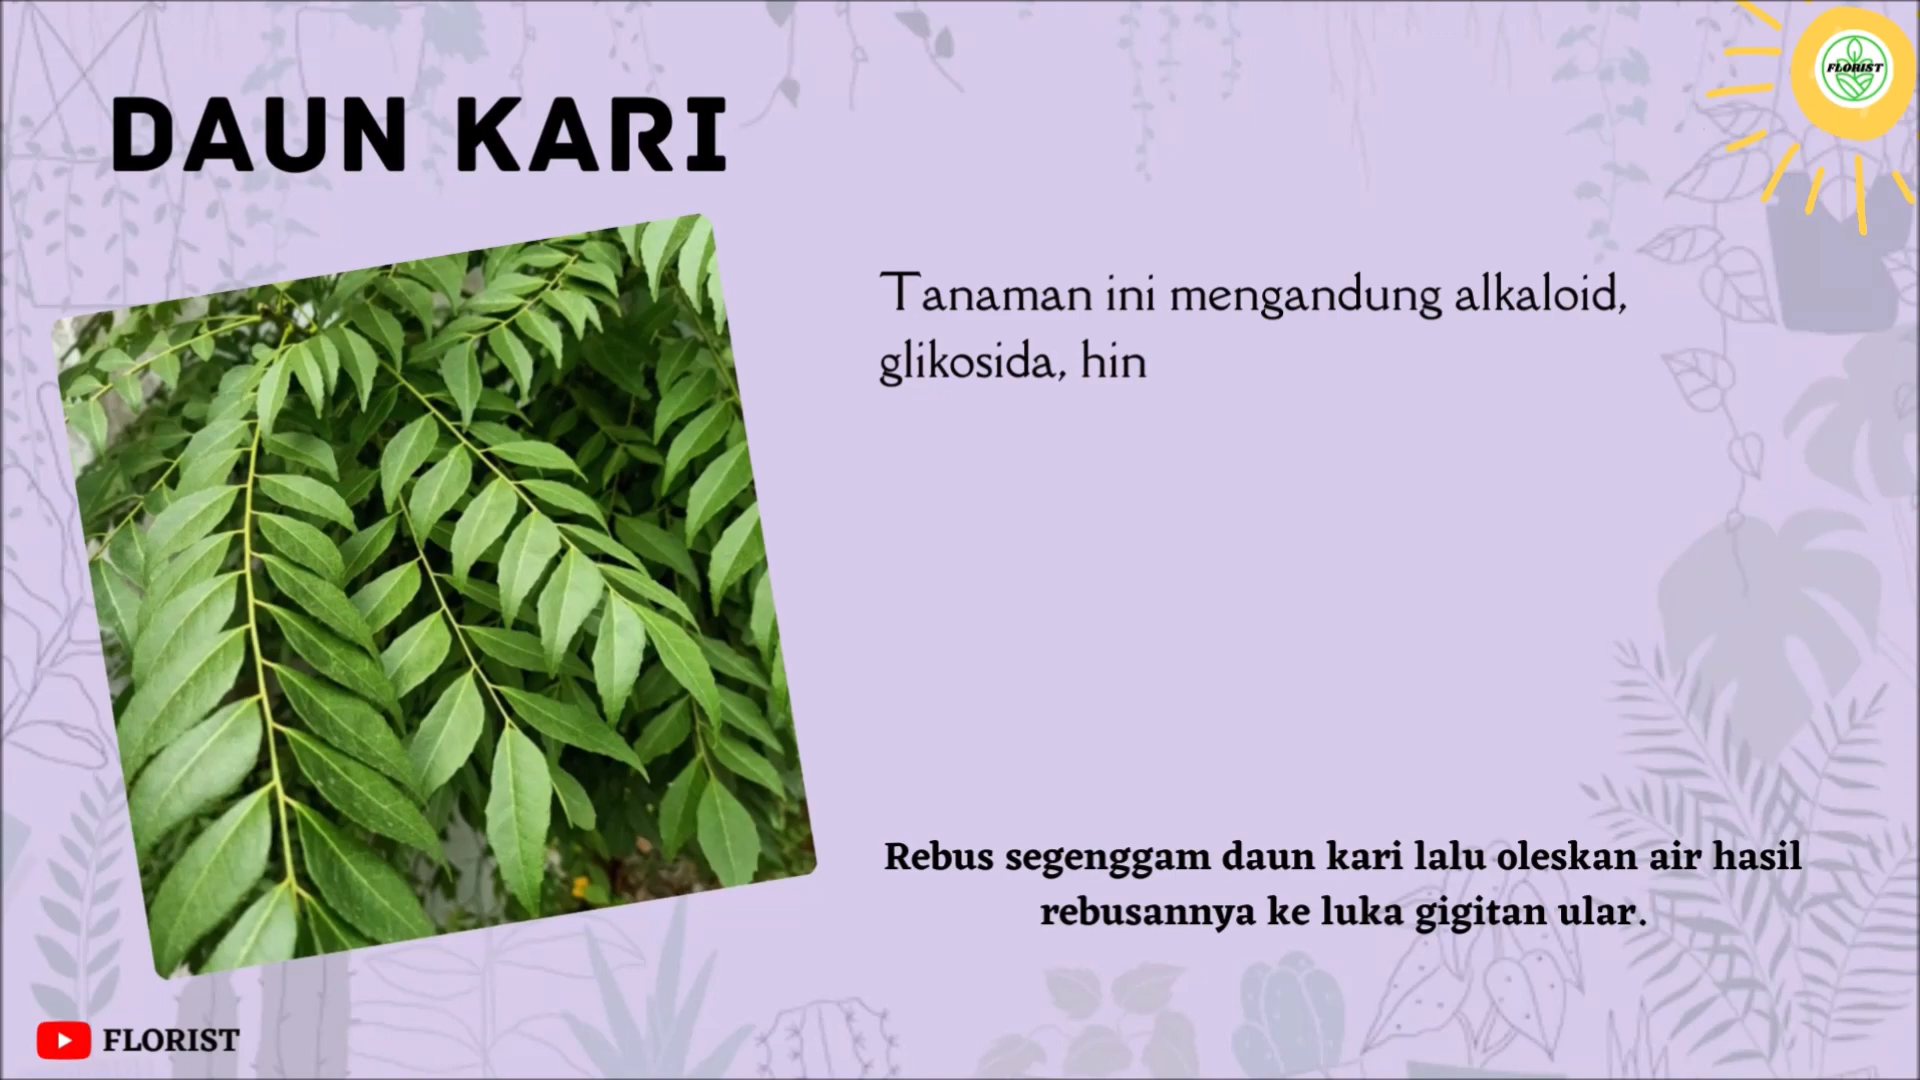 DAUN KARI
FLORIST
Tanaman ini mengandung alkaloid,
glikosida, hin
Rebus segenggam daun kari lalu oleskan air hasil
rebusannya ke luka gigitan ular.
FLORIST